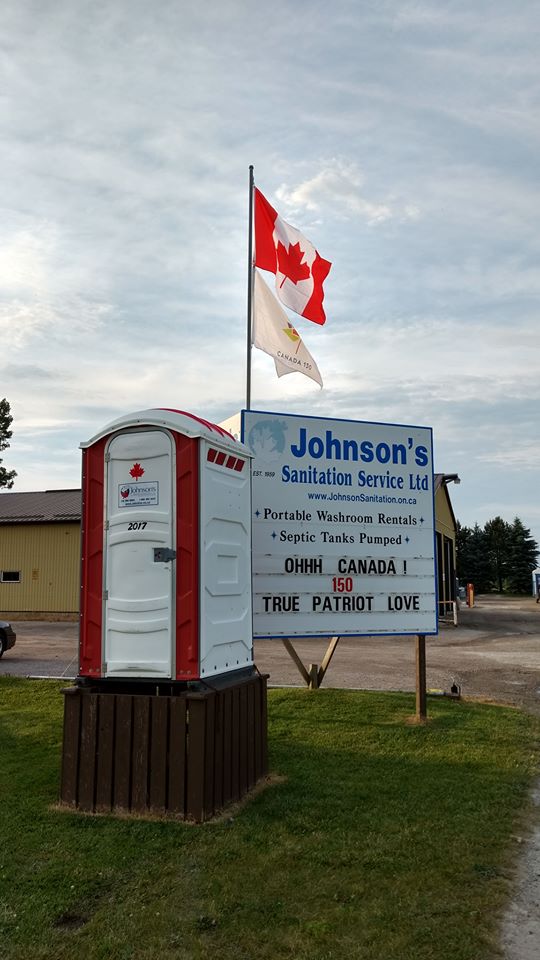 CANADA 150
Johnson's
EST. 1959
Sanitation Service Ltd
www.JohnsonSanitation.on.ca
Portable Washroom Rentals
Septic Tanks Pumped
OHHH CANADA !
150
TRUE PATRIOT LOVE
Johnson's
2017